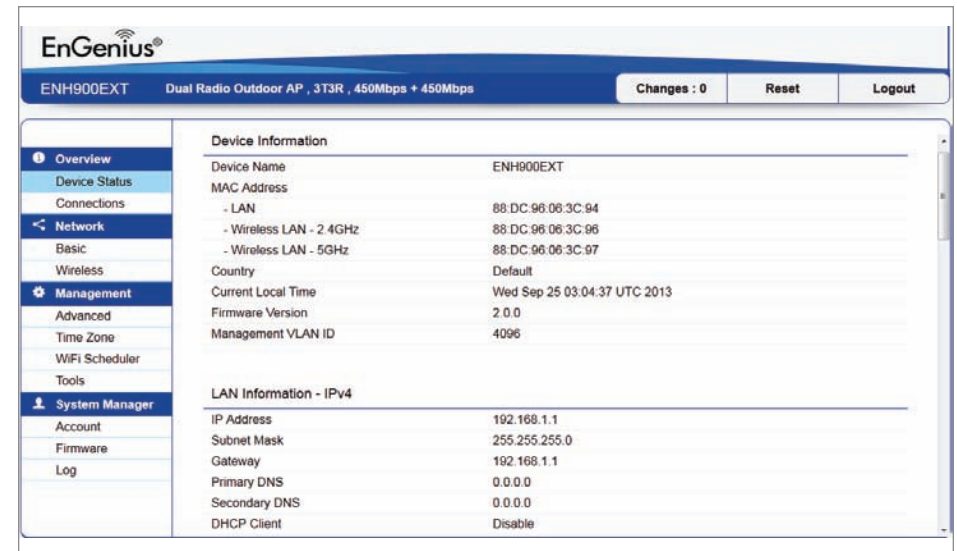 EnGenius®
ENH900EXT Dual Radio Outdoor AP , 3T3R , 450Mbps + 450Mbps Changes : 0 Reset Logout
Overview
Device Status
Connections
Network
Basic
Wireless
Management
Advanced
Time Zone
WiFi Scheduler
Tools
System Manager
Account
Firmware
Log
Device Information
Device Name ENH900EXT
MAC Address
- LAN 88:DC:96:06:3C:94
- Wireless LAN - 2.4GHz 88:DC:96:06:3C:96
- Wireless LAN - 5GHz 88:DC:96:06:3C:97
Country Default
Current Local Time Wed Sep 25 03:04:37 UTC 2013
Firmware Version 2.0.0
Management VLAN ID 4096
LAN Information - IPv4
IP Address 192.168.1.1
Subnet Mask 255.255.255.0
Gateway 192.168.1.1
Primary DNS 0.0.0.0
Secondary DNS 0.0.0.0
DHCP Client Disable